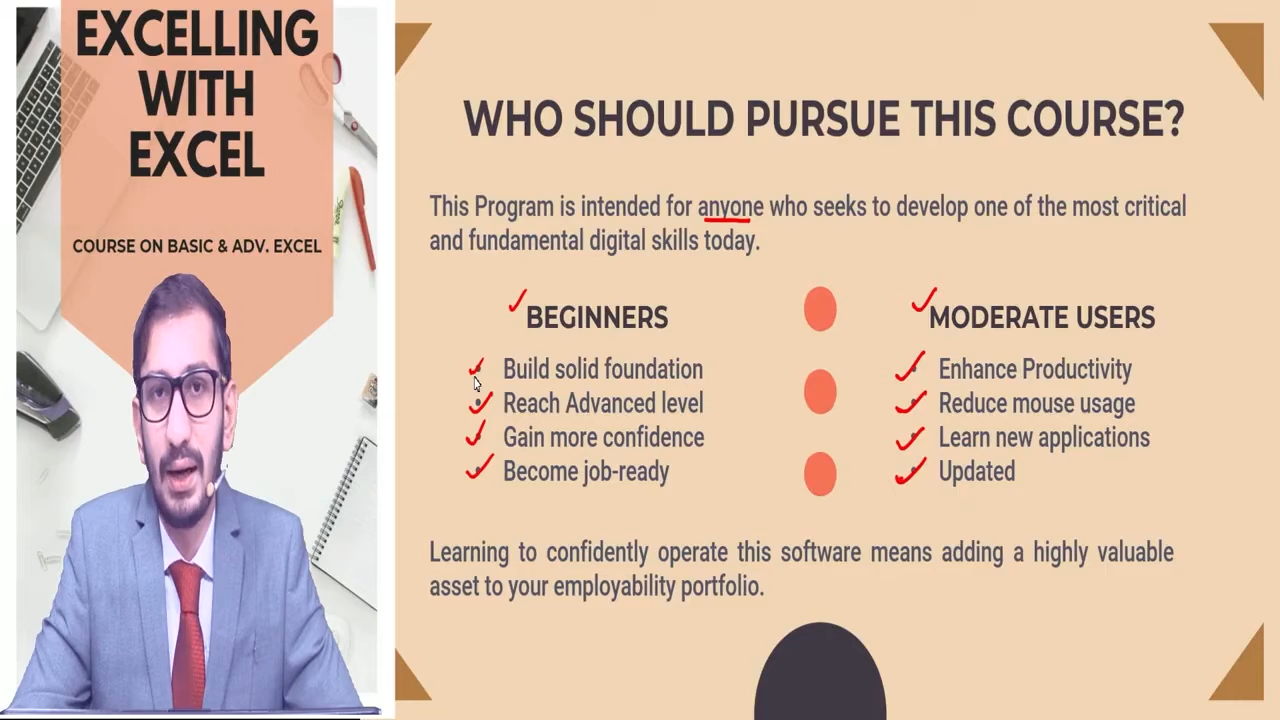 EXCELLING
WITH
EXCEL
COURSE ON BASIC & ADV. EXCEL
WHO SHOULD PURSUE THIS COURSE?
This Program is intended for anyone who seeks to develop one of the most critical
and fundamental digital skills today.
BEGINNERS
Build solid foundation
Reach Advanced level
Gain more confidence
Become job-ready
MODERATE USERS
Enhance Productivity
Reduce mouse usage
Learn new applications
Updated
Learning to confidently operate this software means adding a highly valuable
asset to your employability portfolio.